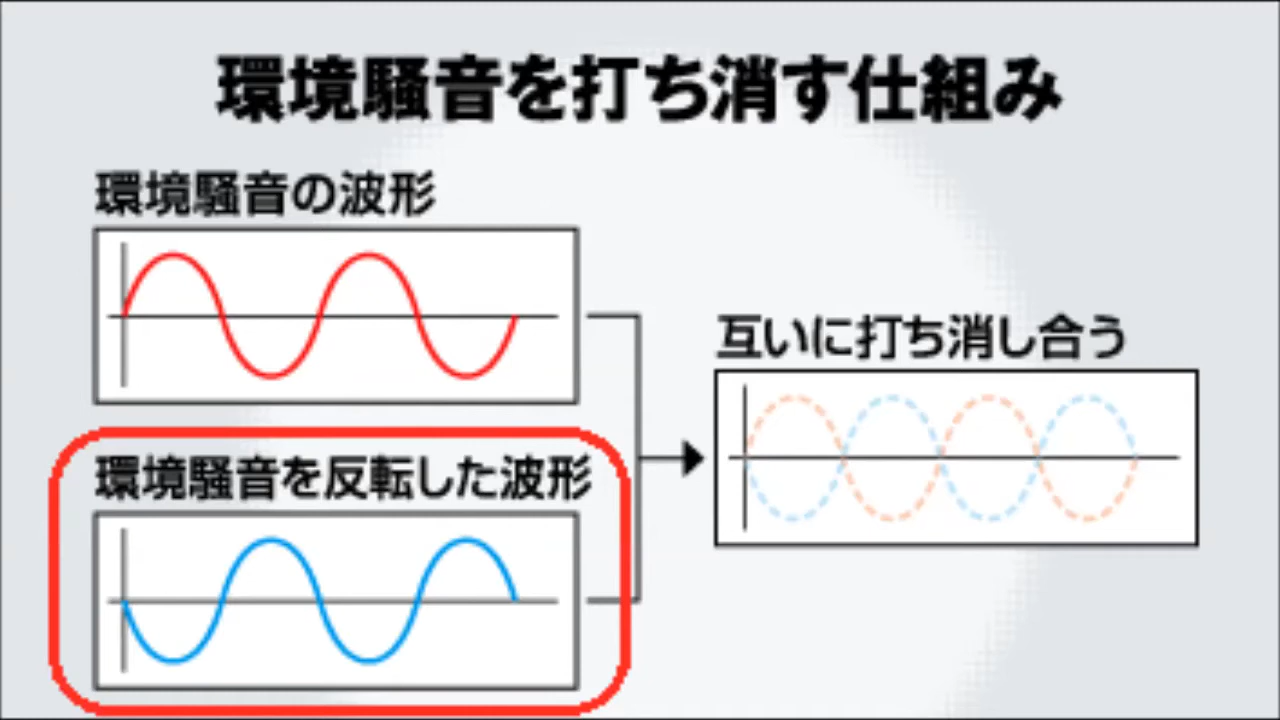 環境騒音を打ち消す仕組み
環境騒音の波形
互いに打ち消し合う
環境騒音を反転した波形